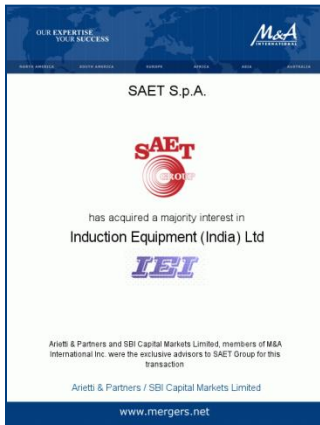 OUR EXPERTISE
YOUR SUCCESS
M&A
INTERNATIONAL
NORTH AMERICA SOUTH AMERICA EUROPE AFRICA ASIA AUSTRALIA
SAET S.p.A.
SAET
GROUP
has acquired a majority interest in
Induction Equipment (India) Ltd
IEI
Arietti & Partners and SBI Capital Markets Limited, members of M&A
International Inc. were the exclusive advisors to SAET Group for this
transaction
Arietti & Partners / SBI Capital Markets Limited
www.mergers.net